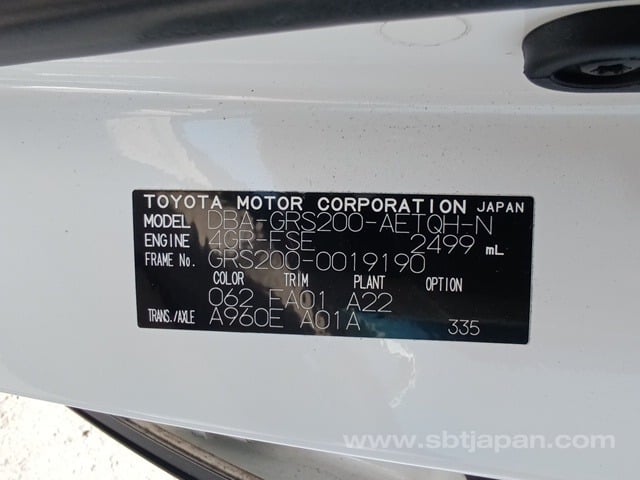 TOYOTA MOTOR CORPORATION JAPAN
MODEL DBA-GRS200-AETQH-N
ENGINE 4GR-FSE 2499 mL
FRAME No. GRS200-0019190
COLOR TRIM PLANT OPTION
062 FA01 A22
TRANS./AXLE A960E A01A 335
www.sbtjapan.com